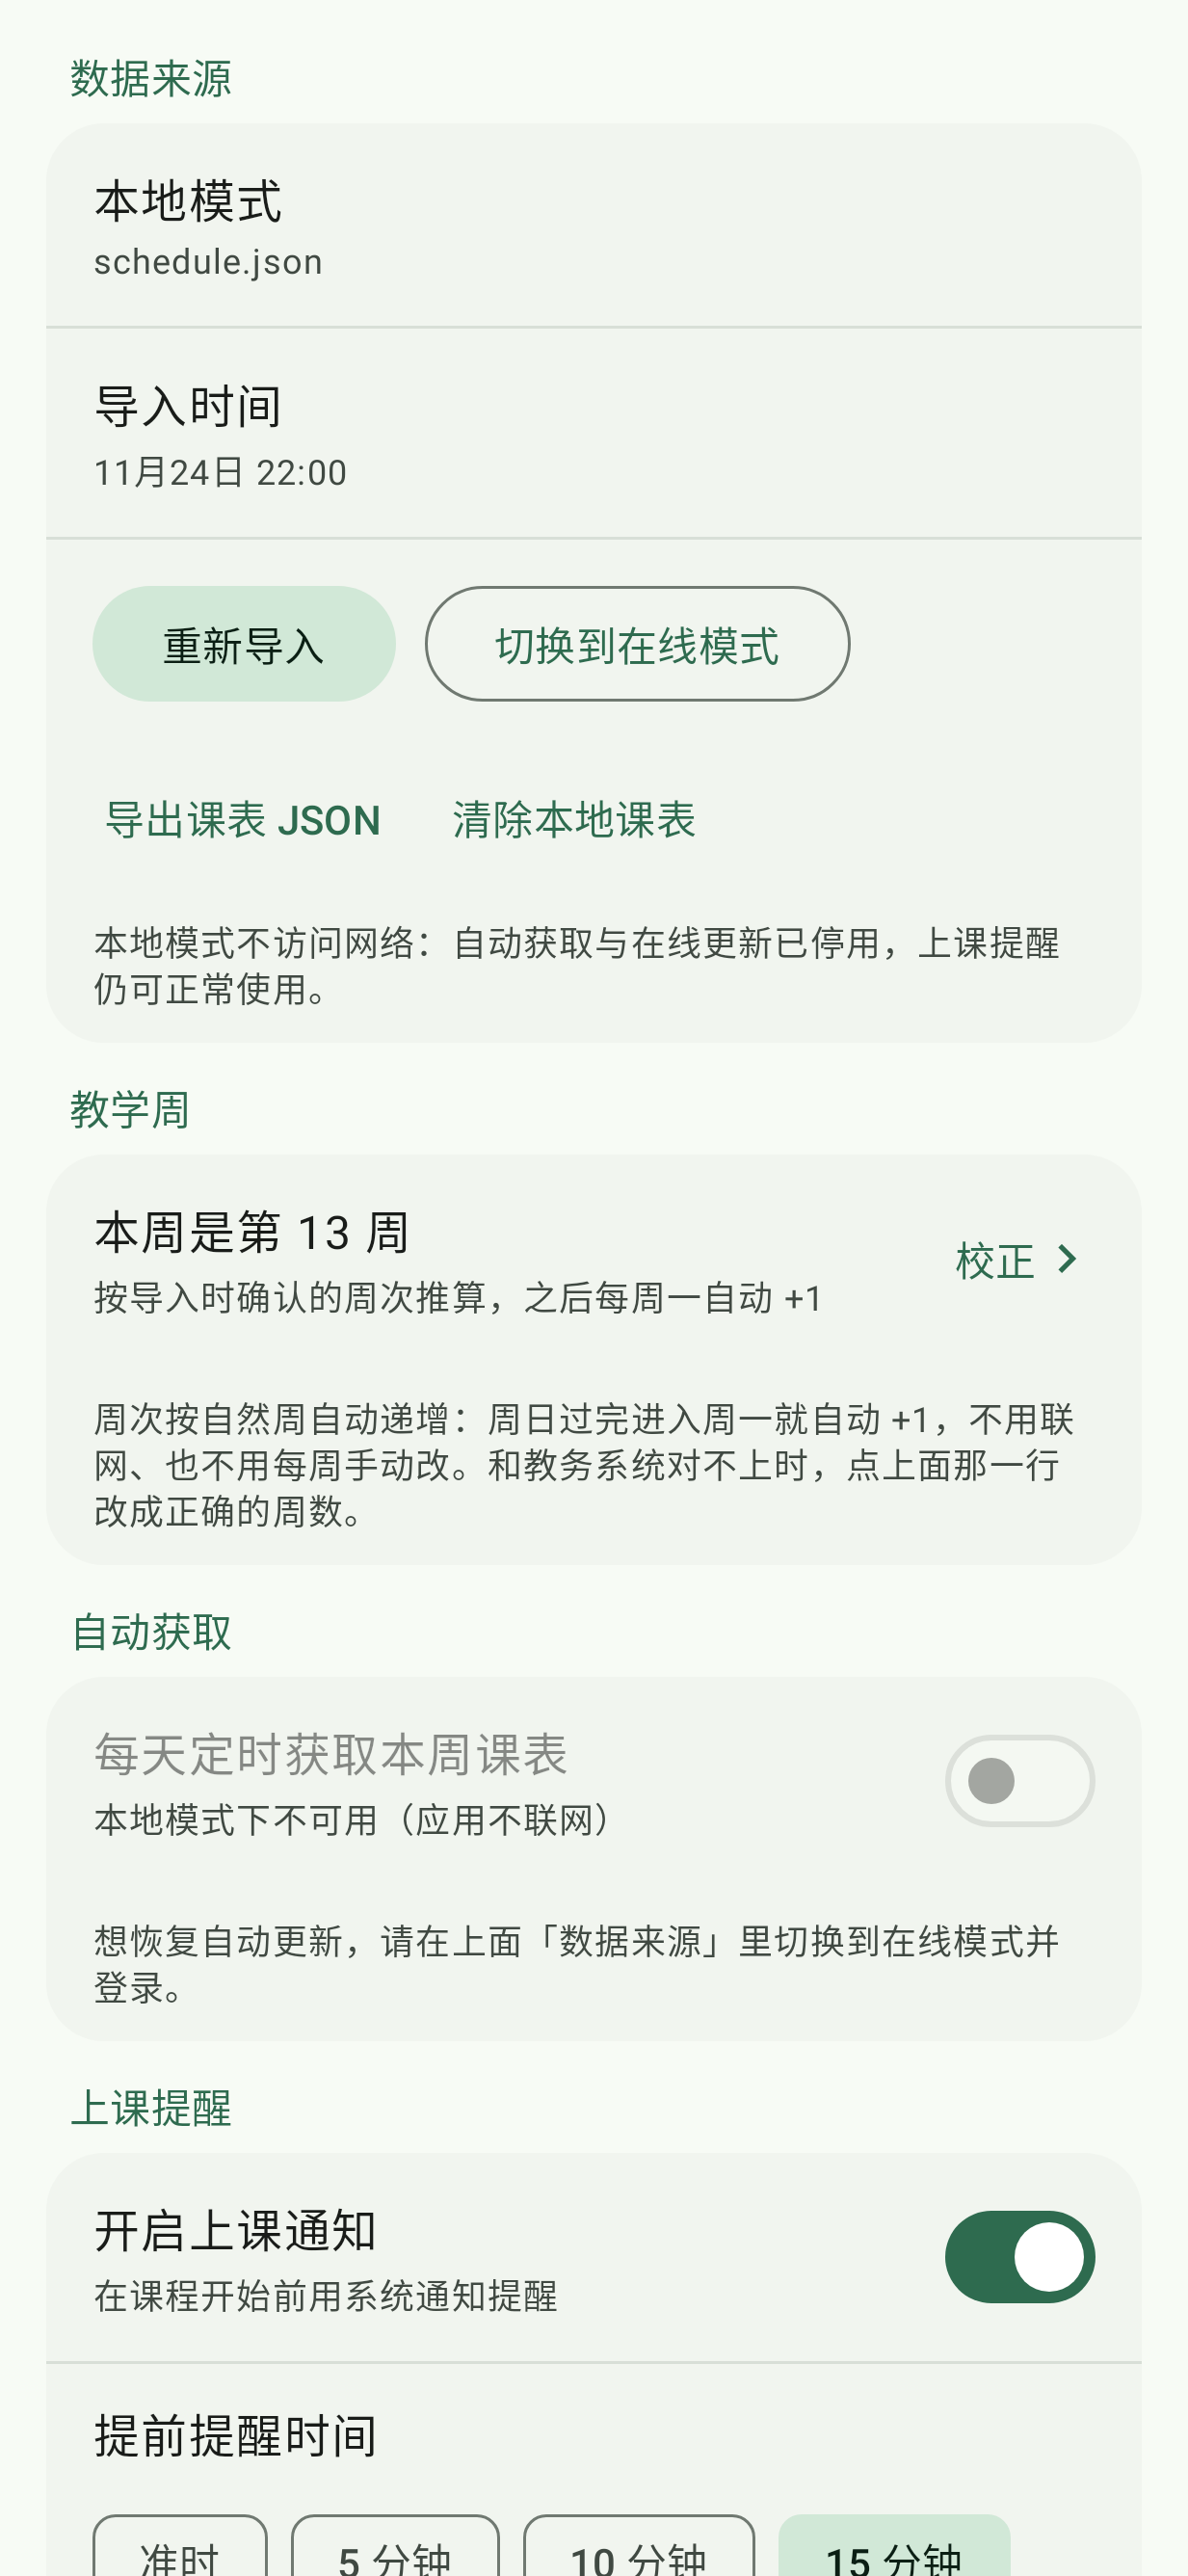 数据来源
本地模式
schedule.json
导入时间
11月24日 22:00
重新导入
切换到在线模式
导出课表 JSON
清除本地课表
本地模式不访问网络：自动获取与在线更新已停用，上课提醒
仍可正常使用。
教学周
本周是第 13 周
校正
按导入时确认的周次推算，之后每周一自动 +1
周次按自然周自动递增：周日过完进入周一就自动 +1，不用联
网、也不用每周手动改。和教务系统对不上时，点上面那一行
改成正确的周数。
自动获取
每天定时获取本周课表
本地模式下不可用（应用不联网）
想恢复自动更新，请在上面「数据来源」里切换到在线模式并
登录。
上课提醒
开启上课通知
在课程开始前用系统通知提醒
提前提醒时间
准时
5 分钟
10 分钟
15 分钟